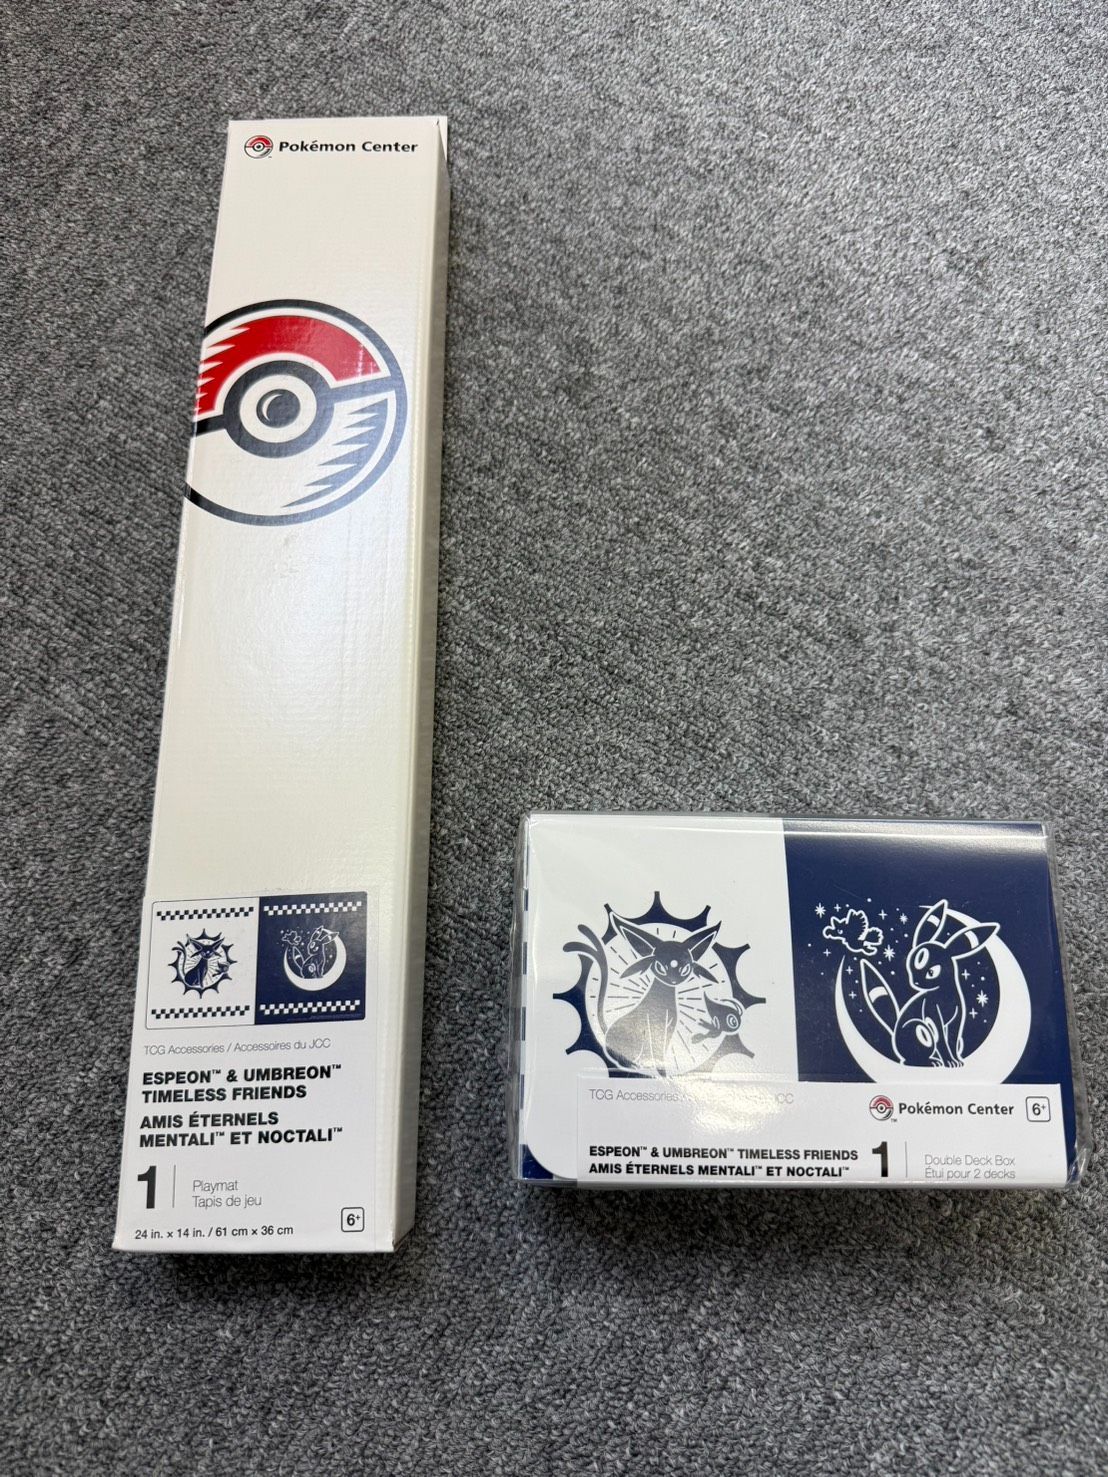 Pokémon Center
TCG Accessories / Accessoires du JCC
ESPEON™ & UMBREON™
TIMELESS FRIENDS
AMIS ÉTERNELS
MENTALI™ ET NOCTALI™
1
Playmat
Tapis de jeu
24 in. x 14 in. / 61 cm x 36 cm
6+
TCG Accessories JCC
Pokémon Center
6+
ESPEON™ & UMBREON™ TIMELESS FRIENDS
AMIS ÉTERNELS MENTALI™ ET NOCTALI™
1
Double Deck Box
Étui pour 2 decks